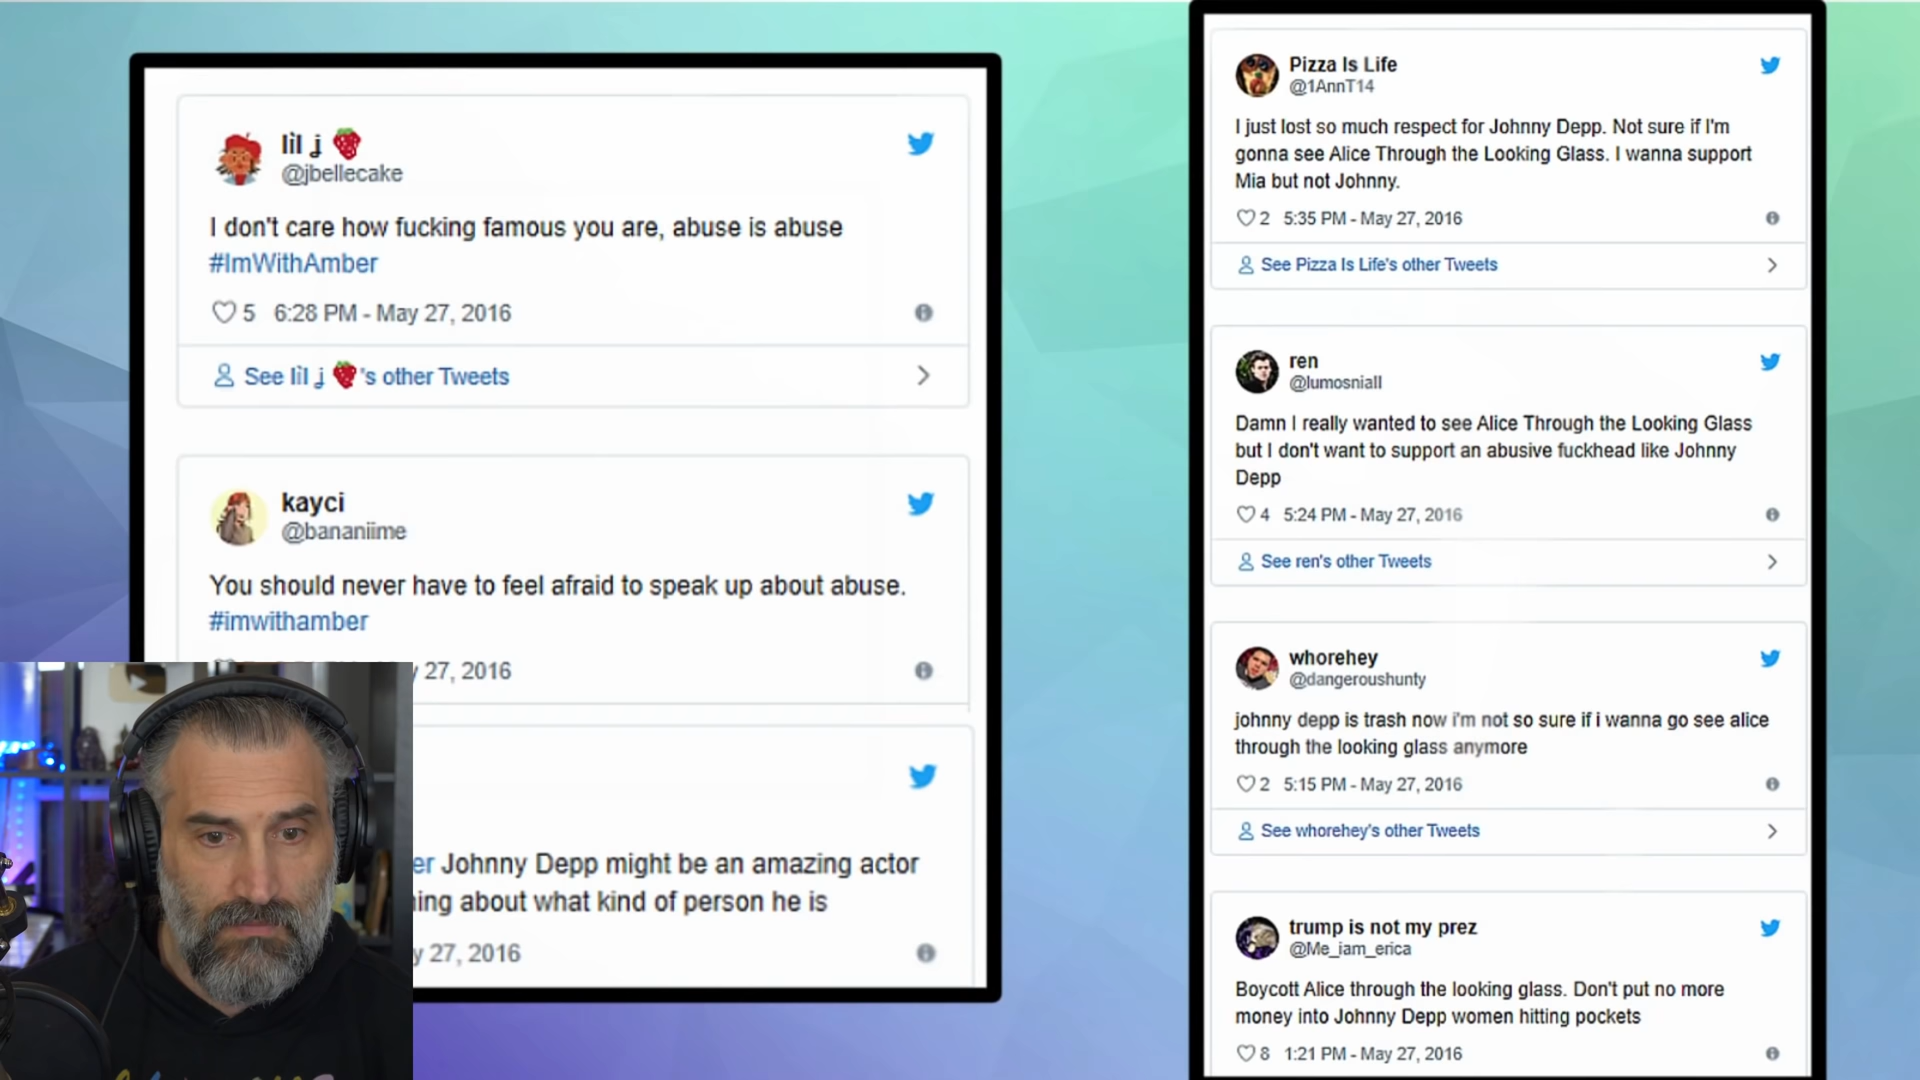 lil j
@jbellecake
I don't care how fucking famous you are, abuse is abuse
#ImWithAmber
5 6:28 PM - May 27, 2016
See lil j 's other Tweets
kayci
@bananiime
You should never have to feel afraid to speak up about abuse.
#imwithamber
27, 2016
er Johnny Depp might be an amazing actor
ing about what kind of person he is
y 27, 2016
Pizza Is Life
@1AnnT14
I just lost so much respect for Johnny Depp. Not sure if I'm
gonna see Alice Through the Looking Glass. I wanna support
Mia but not Johnny.
2 5:35 PM - May 27, 2016
See Pizza Is Life's other Tweets
ren
@lumosniall
Damn I really wanted to see Alice Through the Looking Glass
but I don't want to support an abusive fuckhead like Johnny
Depp
4 5:24 PM - May 27, 2016
See ren's other Tweets
whorehey
@dangeroushunty
johnny depp is trash now i'm not so sure if i wanna go see alice
through the looking glass anymore
2 5:15 PM - May 27, 2016
See whorehey's other Tweets
trump is not my prez
@Me_iam_erica
Boycott Alice through the looking glass. Don't put no more
money into Johnny Depp women hitting pockets
8 1:21 PM - May 27, 2016